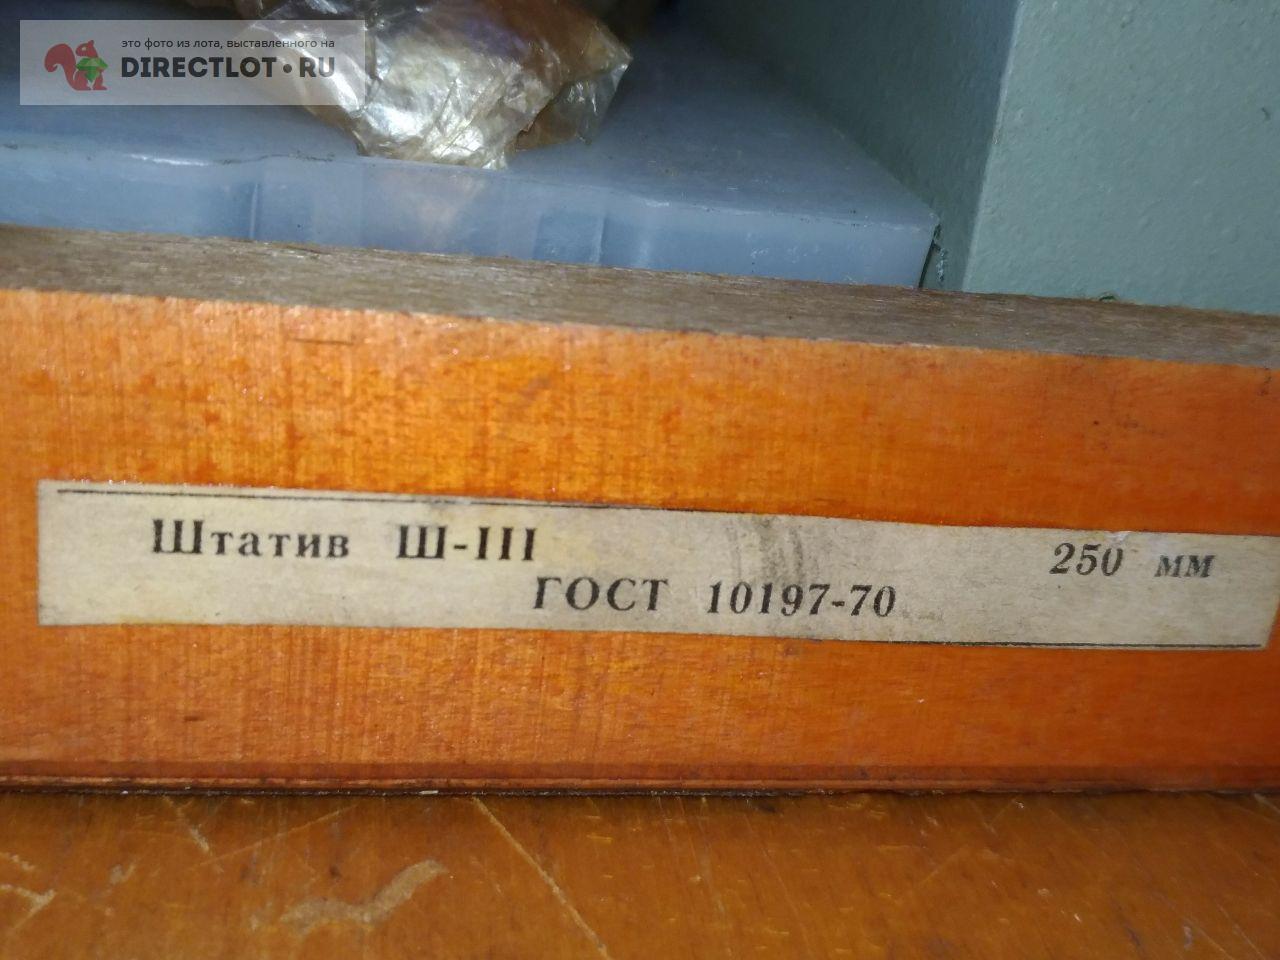 это фото из лота, выставленного на
DIRECTLOT•RU
Штатив Ш-III 250 мм
ГОСТ 10197-70